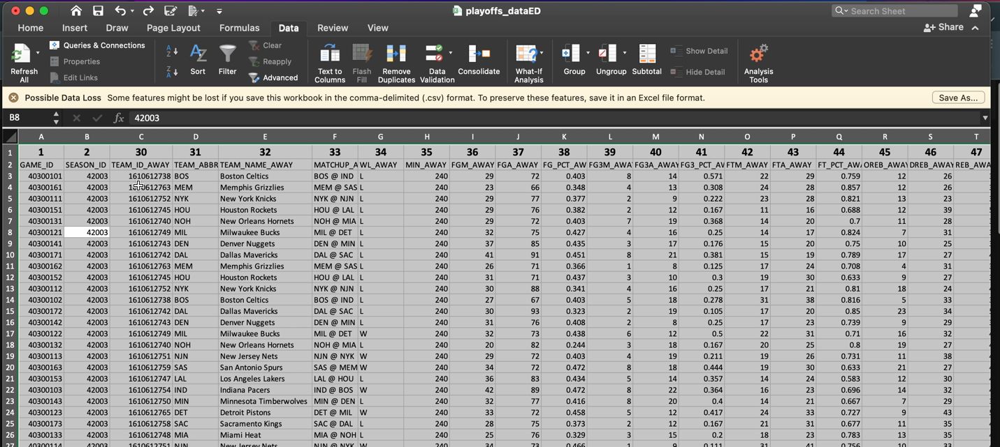 playoffs_dataED
Search Sheet
Home Insert Draw Page Layout Formulas Data Review View Share
Refresh All
Queries & Connections
Properties
Edit Links
Sort
Filter
Clear
Reapply
Advanced
Text to Columns
Flash Fill
Remove Duplicates
Data Validation
Consolidate
What-If Analysis
Group
Ungroup
Subtotal
Show Detail
Hide Detail
Analysis Tools
Possible Data Loss Some features might be lost if you save this workbook in the comma-delimited (.csv) format. To preserve these features, save it in an Excel file format. Save As...
B8 fx 42003
A B C D E F G H I J K L M N O P Q R S T
1 1 2 30 31 32 33 34 35 36 37 38 39 40 41 42 43 44 45 46 47
2 GAME_ID SEASON_ID TEAM_ID_AWAY TEAM_ABBR TEAM_NAME_AWAY MATCHUP_A WL_AWAY MIN_AWAY FGM_AWAY FGA_AWAY FG_PCT_AW FG3M_AWA FG3A_AWA FG3_PCT_AV FTM_AWAY FTA_AWAY FT_PCT_AWA OREB_AWAY DREB_AWAY REB_AWA
3 40300101 42003 1610612738 BOS Boston Celtics BOS @ IND L 240 29 72 0.403 8 14 0.571 22 29 0.759 12 26
4 40300161 42003 1610612763 MEM Memphis Grizzlies MEM @ SAS L 240 23 66 0.348 4 13 0.308 24 28 0.857 12 26
5 40300111 42003 1610612752 NYK New York Knicks NYK @ NJN L 240 29 77 0.377 2 9 0.222 23 28 0.821 13 23
6 40300151 42003 1610612745 HOU Houston Rockets HOU @ LAL L 240 29 76 0.382 2 12 0.167 11 16 0.688 12 39
7 40300131 42003 1610612740 NOH New Orleans Hornets NOH @ MIA L 240 29 72 0.403 7 19 0.368 14 20 0.7 11 28
8 40300121 42003 1610612749 MIL Milwaukee Bucks MIL @ DET L 240 32 75 0.427 4 16 0.25 14 17 0.824 7 31
9 40300141 42003 1610612743 DEN Denver Nuggets DEN @ MIN L 240 37 85 0.435 3 17 0.176 15 20 0.75 10 25
10 40300171 42003 1610612742 DAL Dallas Mavericks DAL @ SAC L 240 41 91 0.451 8 21 0.381 15 19 0.789 17 27
11 40300162 42003 1610612763 MEM Memphis Grizzlies MEM @ SAS L 240 26 71 0.366 1 8 0.125 17 24 0.708 4 31
12 40300152 42003 1610612745 HOU Houston Rockets HOU @ LAL L 240 31 71 0.437 3 10 0.3 19 30 0.633 9 27
13 40300112 42003 1610612752 NYK New York Knicks NYK @ NJN L 240 30 88 0.341 4 16 0.25 17 21 0.81 18 24
14 40300102 42003 1610612738 BOS Boston Celtics BOS @ IND L 240 27 67 0.403 5 18 0.278 31 38 0.816 5 33
15 40300172 42003 1610612742 DAL Dallas Mavericks DAL @ SAC L 240 30 93 0.323 2 19 0.105 17 20 0.85 23 34
16 40300142 42003 1610612743 DEN Denver Nuggets DEN @ MIN L 240 31 76 0.408 2 8 0.25 17 23 0.739 9 29
17 40300122 42003 1610612749 MIL Milwaukee Bucks MIL @ DET W 240 32 73 0.438 6 12 0.5 22 31 0.71 16 32
18 40300132 42003 1610612740 NOH New Orleans Hornets NOH @ MIA L 240 20 82 0.244 3 18 0.167 20 25 0.8 19 27
19 40300113 42003 1610612751 NJN New Jersey Nets NJN @ NYK W 240 29 72 0.403 4 19 0.211 19 26 0.731 11 38
20 40300163 42003 1610612759 SAS San Antonio Spurs SAS @ MEM W 240 34 72 0.472 8 18 0.444 19 30 0.633 21 27
21 40300153 42003 1610612747 LAL Los Angeles Lakers LAL @ HOU L 240 36 83 0.434 5 14 0.357 14 24 0.583 12 30
22 40300103 42003 1610612754 IND Indiana Pacers IND @ BOS W 240 42 89 0.472 8 22 0.364 16 23 0.696 14 32
23 40300143 42003 1610612750 MIN Minnesota Timberwolves MIN @ DEN L 240 32 77 0.416 8 20 0.4 14 21 0.667 7 29
24 40300123 42003 1610612765 DET Detroit Pistons DET @ MIL W 240 33 72 0.458 5 12 0.417 24 33 0.727 9 43
25 40300173 42003 1610612758 SAC Sacramento Kings SAC @ DAL L 240 28 75 0.373 2 12 0.167 21 31 0.677 11 35
26 40300133 42003 1610612748 MIA Miami Heat MIA @ NOH L 240 25 76 0.329 3 15 0.2 18 23 0.783 13 35
27 40300114 42003 1610612751 NJN New Jersey Nets NJN @ NYK W 240 34 73 0.466 1 9 0.111 31 41 0.756 10 33